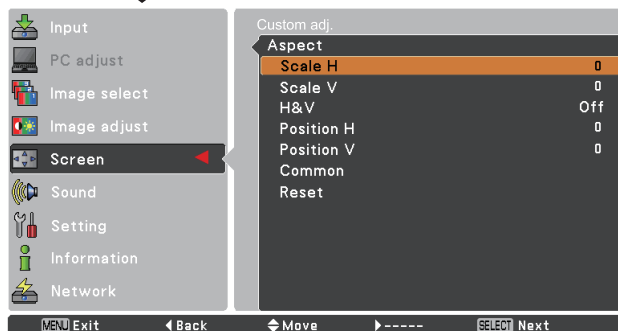 Input
PC adjust
Image select
Image adjust
Screen
Sound
Setting
Information
Network
Custom adj.
Aspect
Scale H 0
Scale V 0
H&V Off
Position H 0
Position V 0
Common
Reset
MENU Exit Back Move ----- SELECT Next